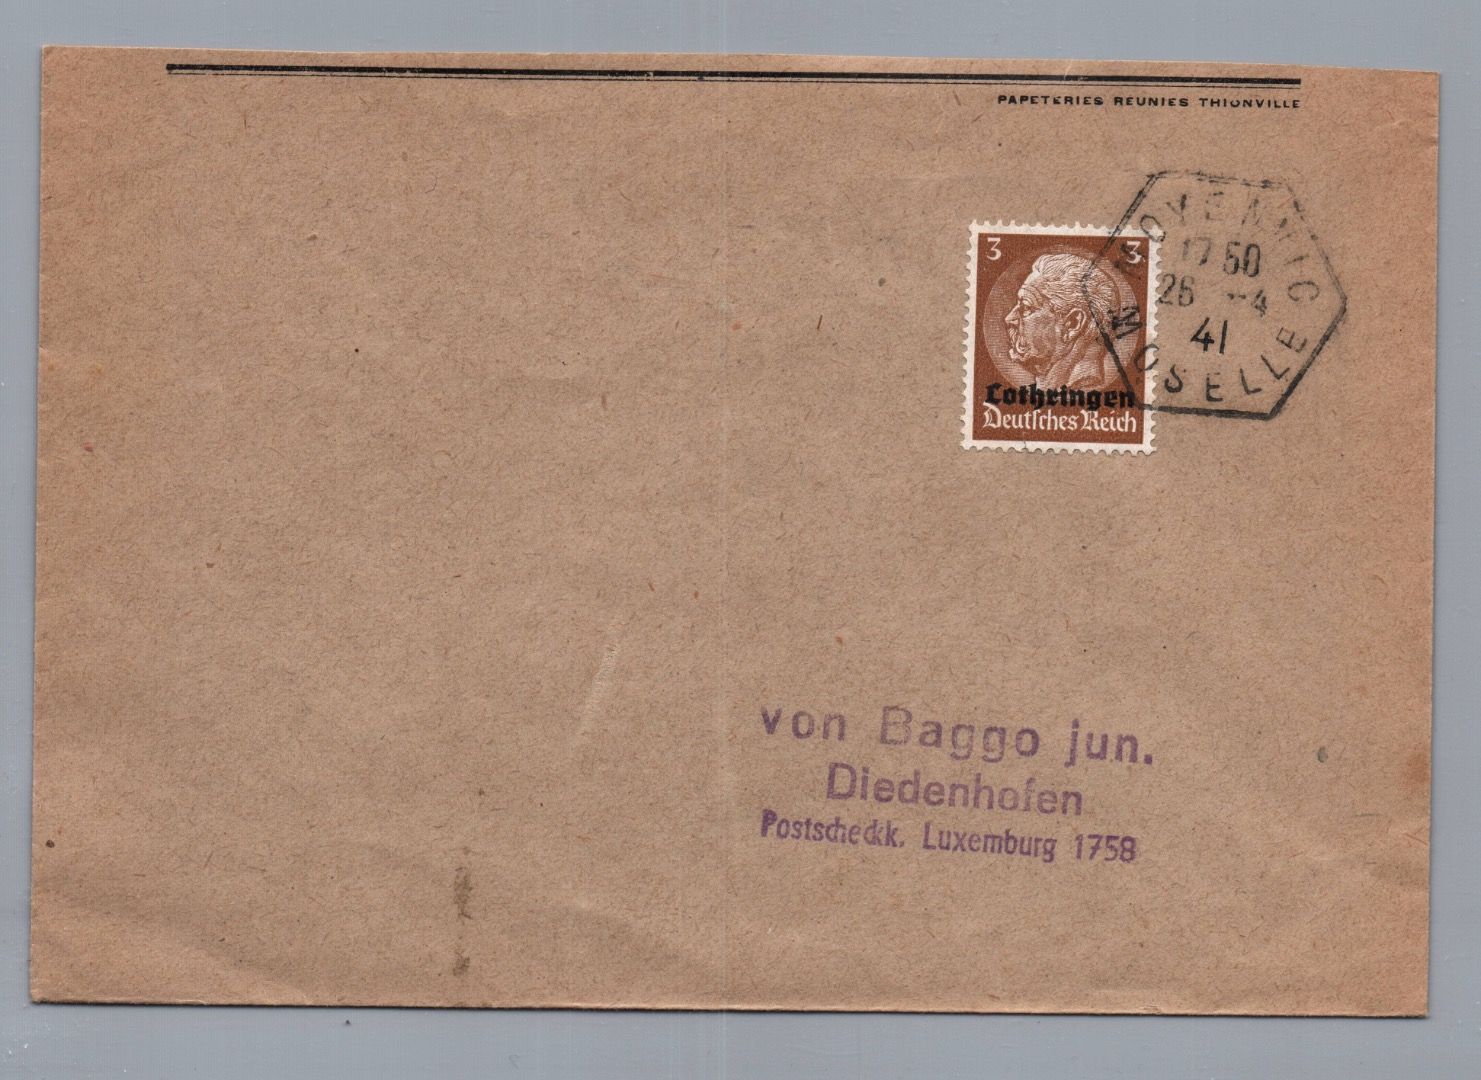 PAPETERIES REUNIES THIONVILLE
MOYENVIC
17 50
26 -4
41
MOSELLE
3 3
Lothringen
Deutsches Reich
von Baggo jun.
Diedenhofen
Postscheckk. Luxemburg 1758